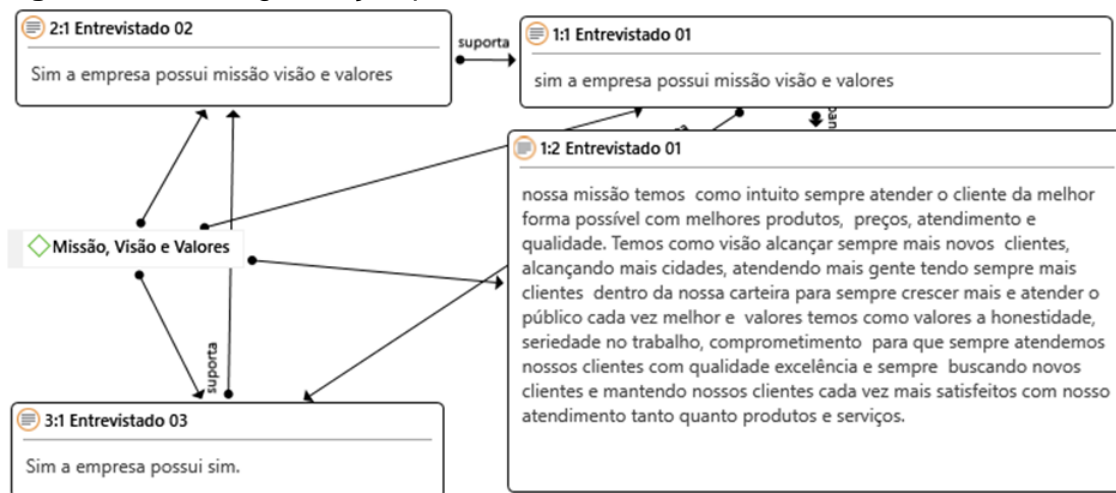 2:1 Entrevistado 02
Sim a empresa possui missão visão e valores
suporta
1:1 Entrevistado 01
sim a empresa possui missão visão e valores
1:2 Entrevistado 01
nossa missão temos como intuito sempre atender o cliente da melhor
forma possível com melhores produtos, preços, atendimento e
qualidade. Temos como visão alcançar sempre mais novos clientes,
alcançando mais cidades, atendendo mais gente tendo sempre mais
clientes dentro da nossa carteira para sempre crescer mais e atender o
público cada vez melhor e valores temos como valores a honestidade,
seriedade no trabalho, comprometimento para que sempre atendemos
nossos clientes com qualidade excelência e sempre buscando novos
clientes e mantendo nossos clientes cada vez mais satisfeitos com nosso
atendimento tanto quanto produtos e serviços.
Missão, Visão e Valores
suporta
3:1 Entrevistado 03
Sim a empresa possui sim.